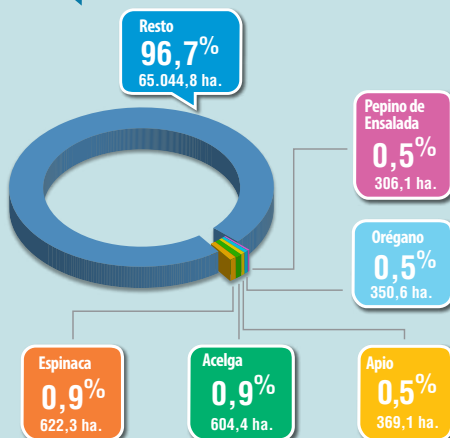 Resto
96,7%
65.044,8 ha.
Pepino de
Ensalada
0,5%
306,1 ha.
Orégano
0,5%
350,6 ha.
Espinaca
0,9%
622,3 ha.
Acelga
0,9%
604,4 ha.
Apio
0,5%
369,1 ha.